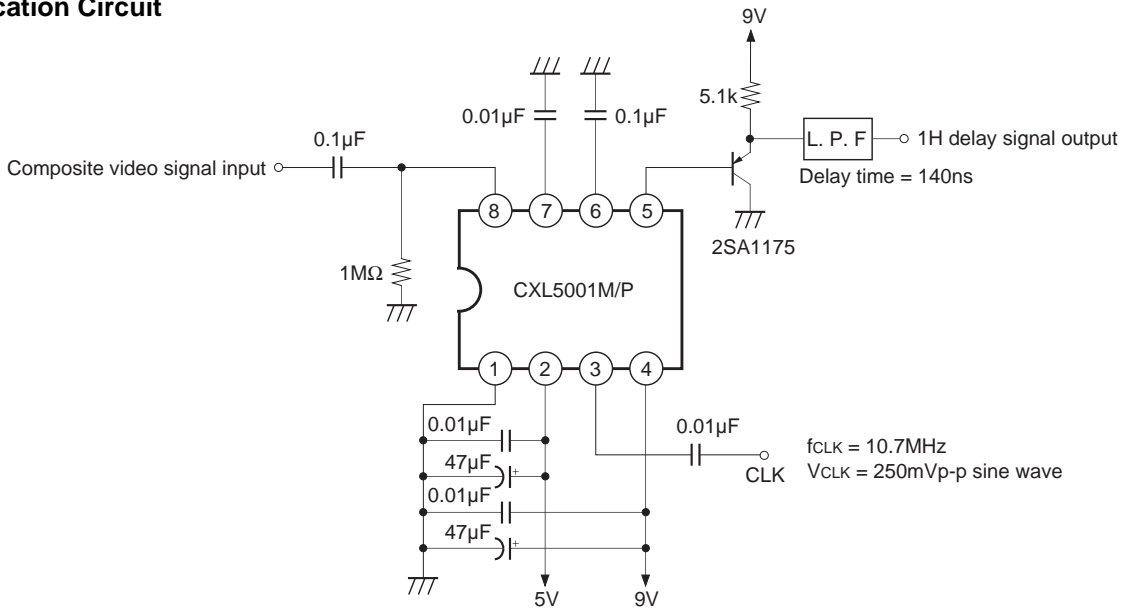 cation Circuit
9V
5.1k
0.01µF
0.1µF
0.1µF
L. P. F
1H delay signal output
Composite video signal input
Delay time = 140ns
8
7
6
5
2SA1175
1MΩ
CXL5001M/P
1
2
3
4
0.01µF
0.01µF
fCLK = 10.7MHz
47µF
+
CLK
VCLK = 250mVp-p sine wave
0.01µF
47µF
+
5V
9V